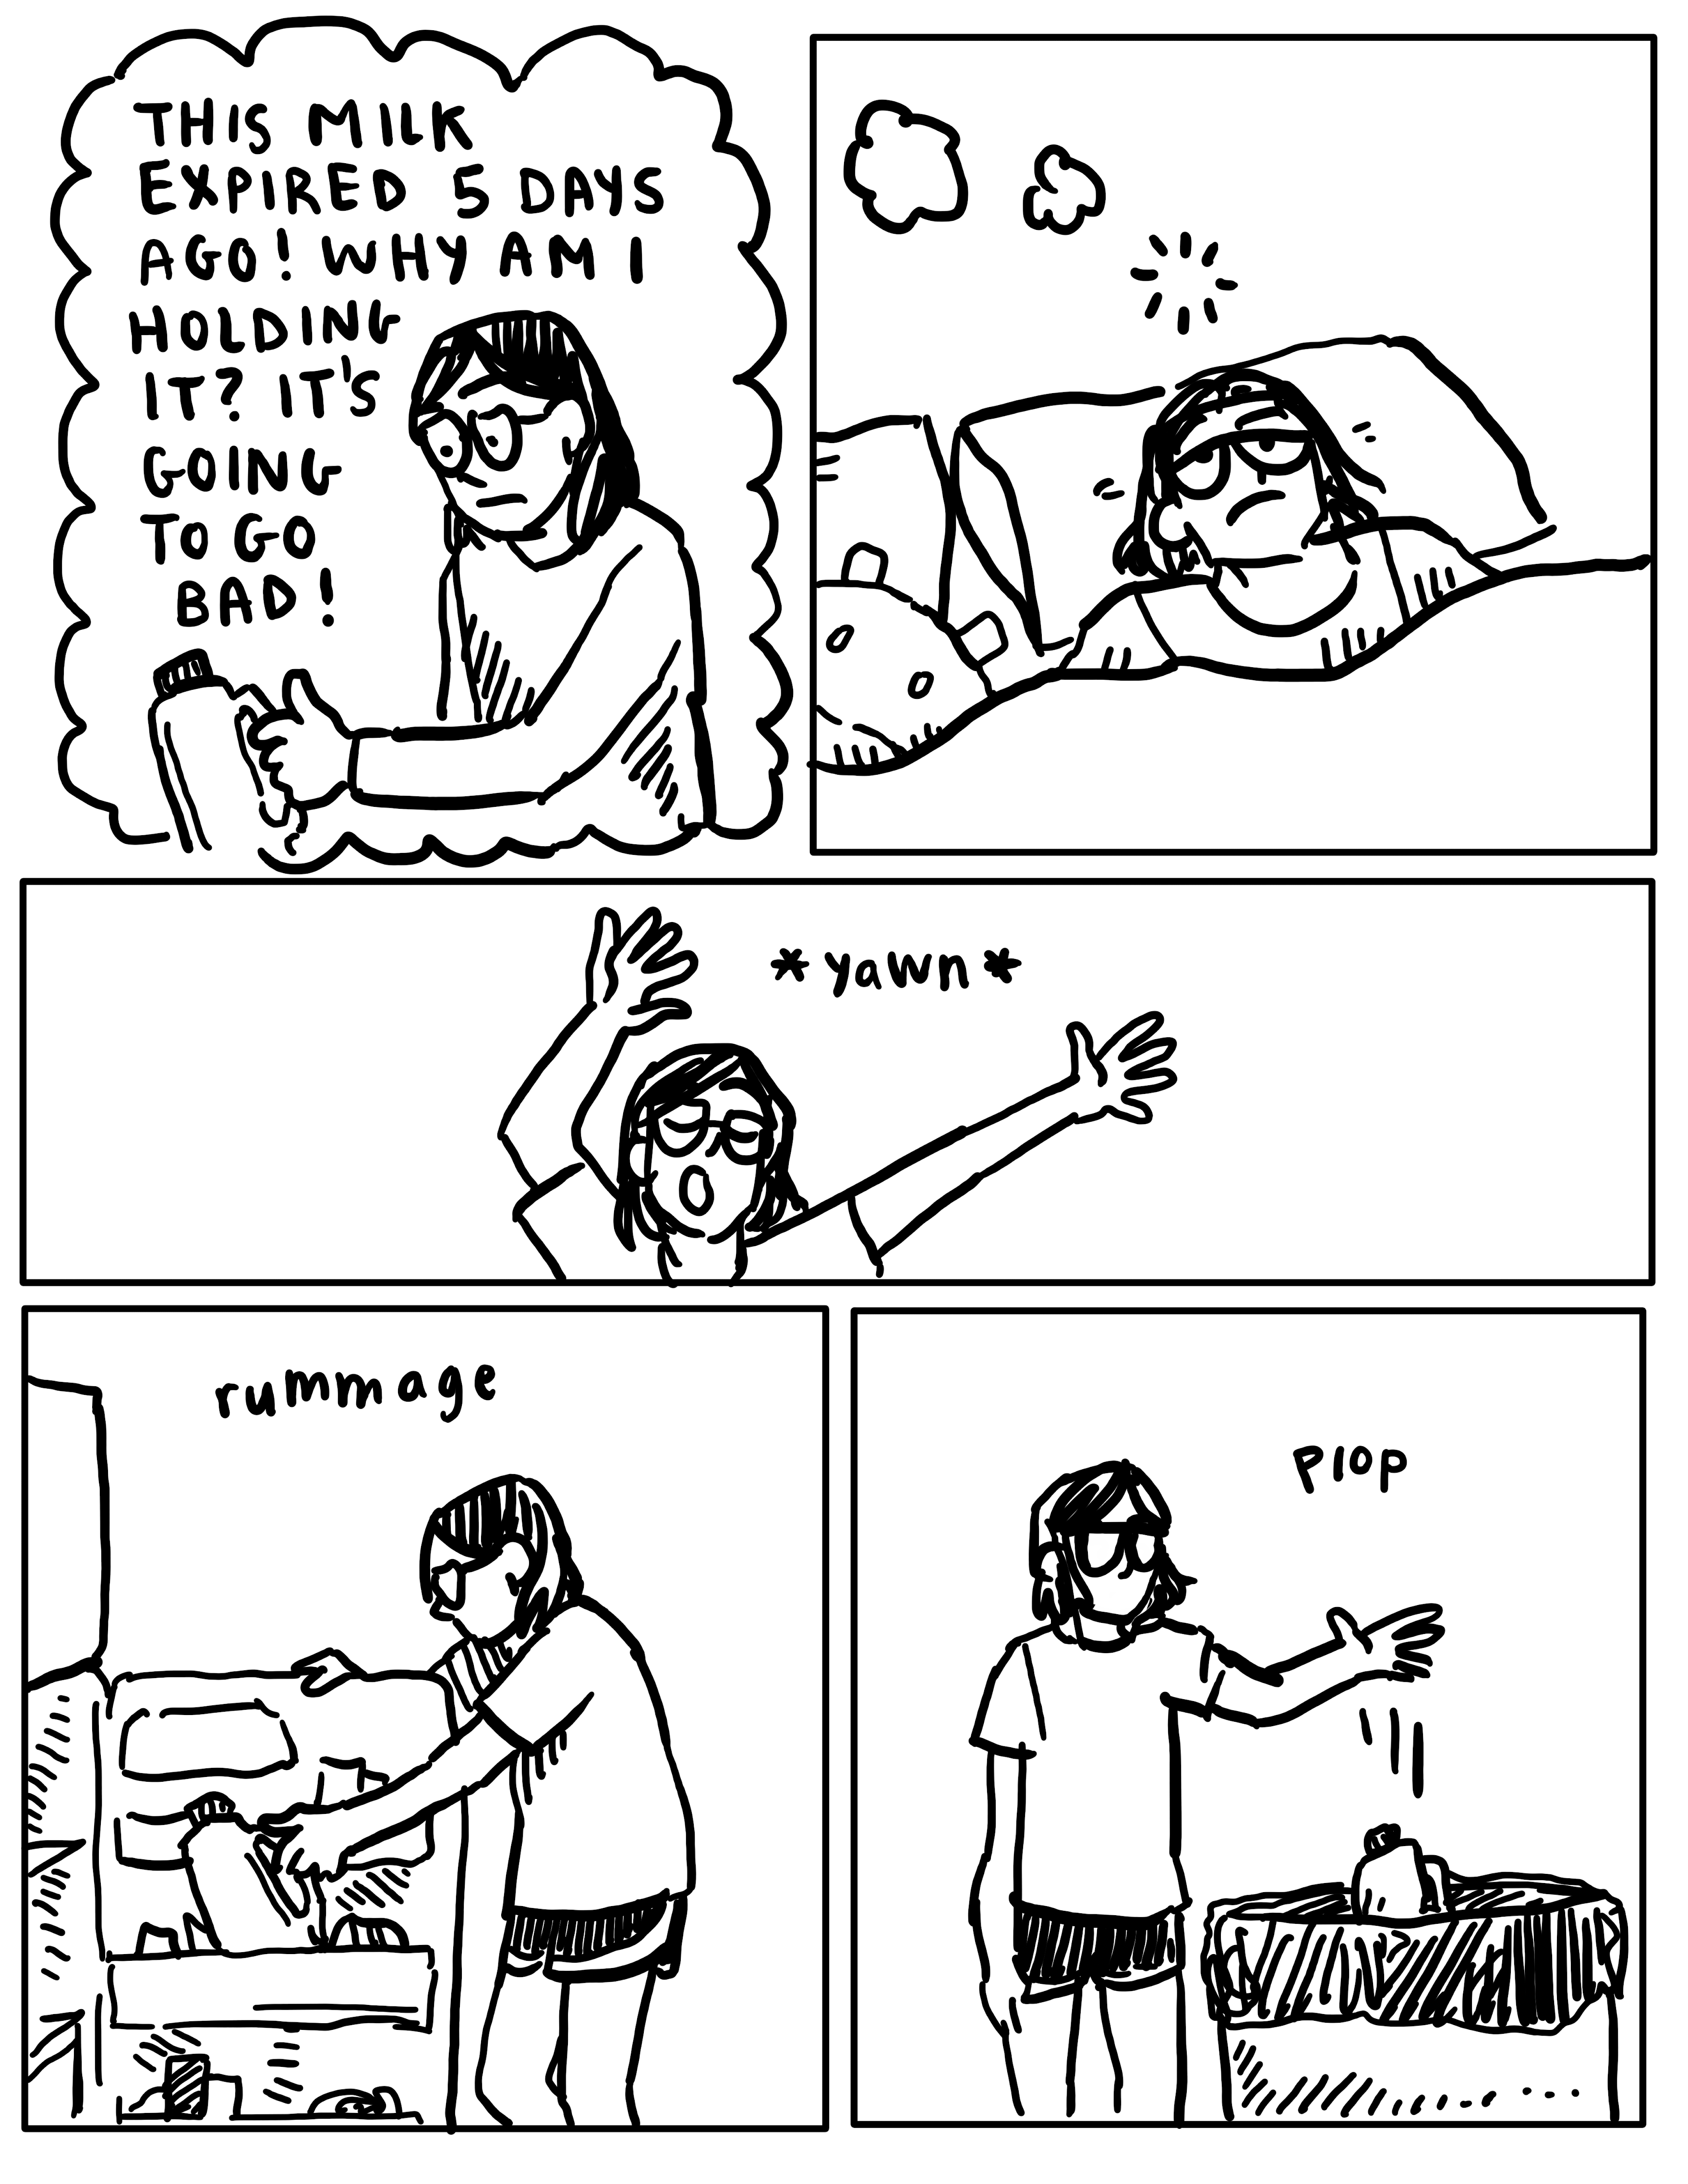 THIS MILK
EXPIRED 5 DAYS
AGO! WHY AM I
HOLDING
IT? IT'S
GOING
TO GO
BAD!
*yawn*
rummage
Plop